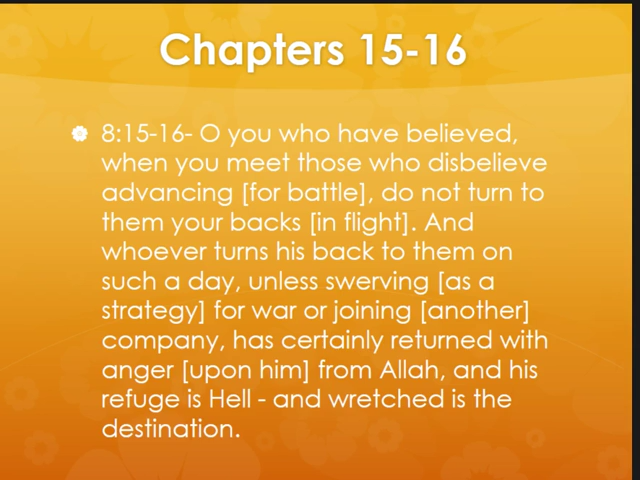 Chapters 15-16
8:15-16- O you who have believed,
when you meet those who disbelieve
advancing [for battle], do not turn to
them your backs [in flight]. And
whoever turns his back to them on
such a day, unless swerving [as a
strategy] for war or joining [another]
company, has certainly returned with
anger [upon him] from Allah, and his
refuge is Hell - and wretched is the
destination.